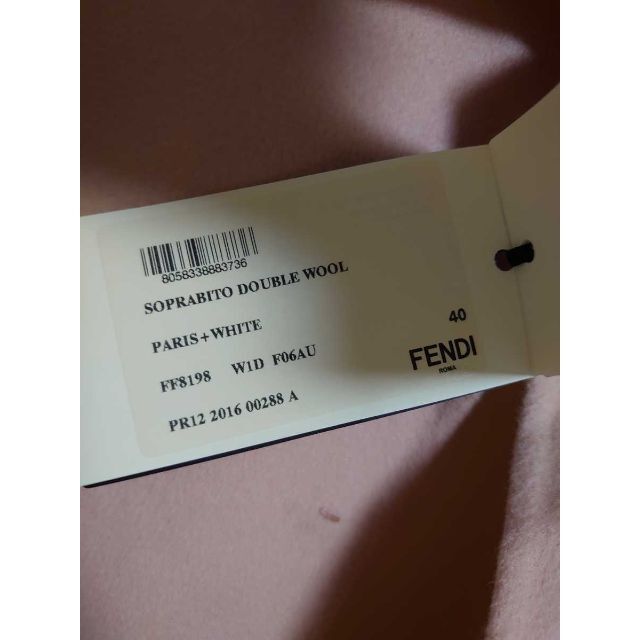 8058338883736
SOPRABITO DOUBLE WOOL
PARIS+WHITE
40
FF8198 W1D F06AU
FENDI
ROMA
PR12 2016 00288 A